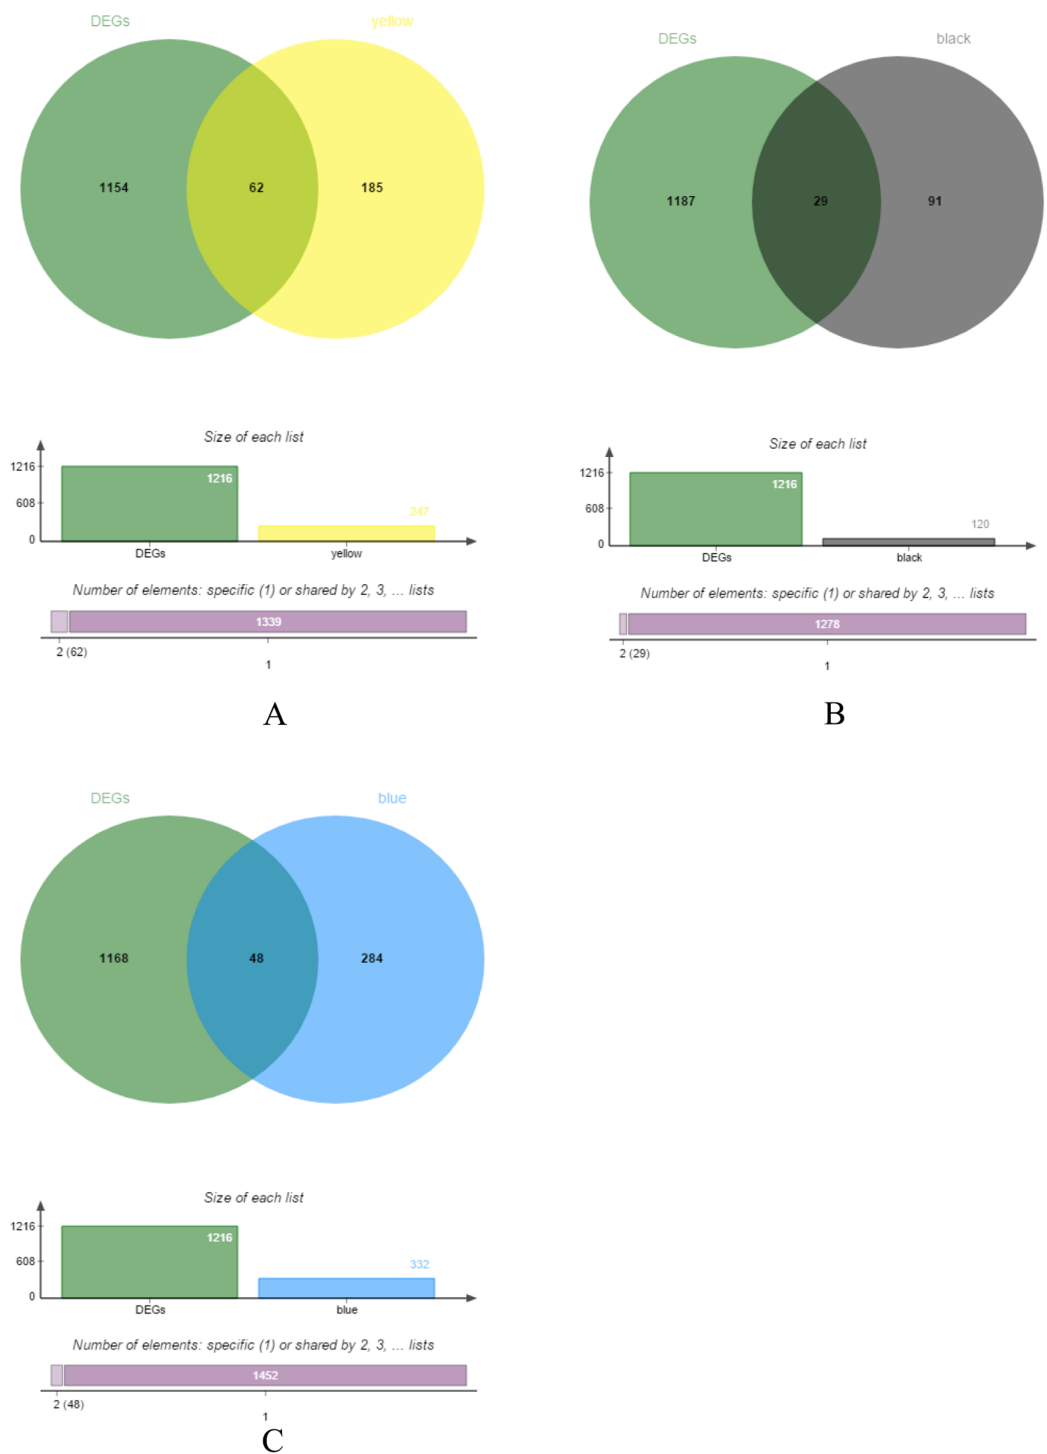 DEGs yellow
1154 62 185
Size of each list
1216
608
0
1216
247
DEGs yellow
Number of elements: specific (1) or shared by 2, 3, ... lists
1339
2 (62)
1
A
DEGs black
1187 29 91
Size of each list
1216
608
0
1216
120
DEGs black
Number of elements: specific (1) or shared by 2, 3, ... lists
1278
2 (29)
1
B
DEGs blue
1168 48 284
Size of each list
1216
608
0
1216
332
DEGs blue
Number of elements: specific (1) or shared by 2, 3, ... lists
1452
2 (48)
1
C